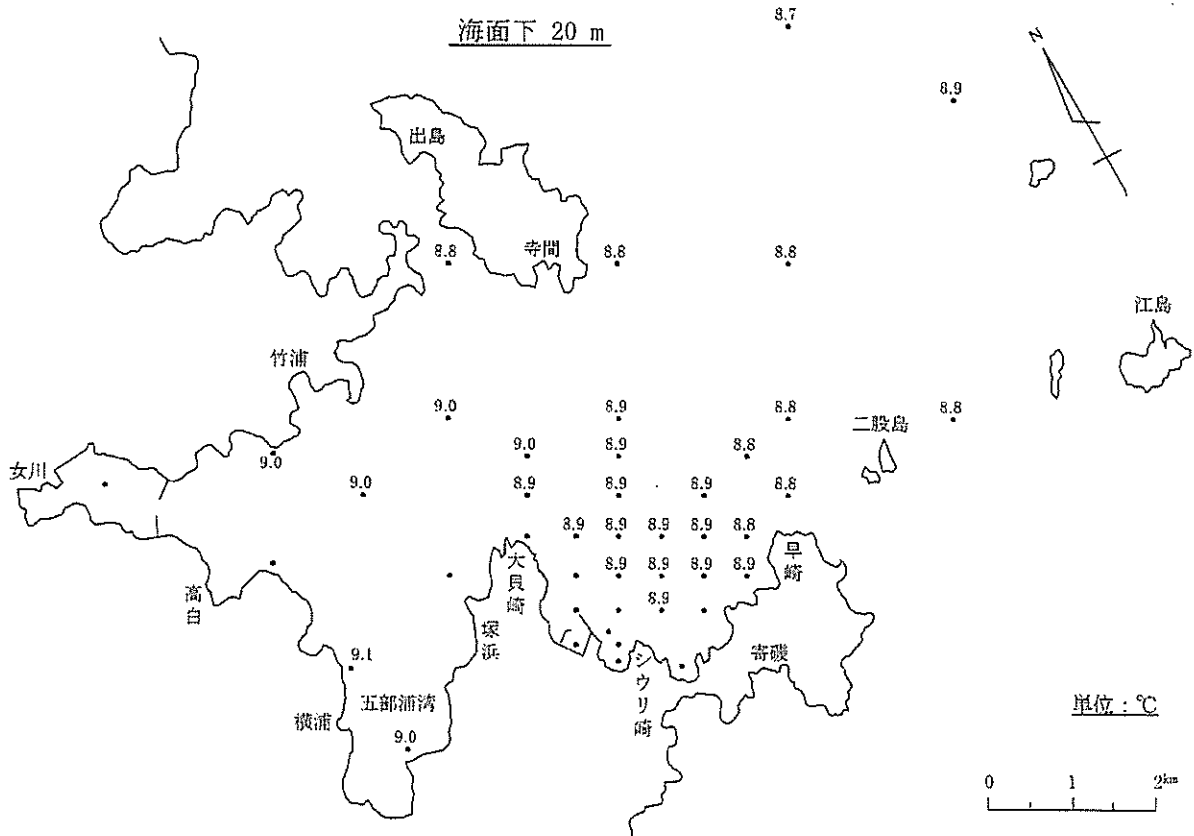 海面下 20 m
8.7
8.9
N
出島
寺間
8.8
8.8
8.8
江島
竹浦
9.0
8.9
8.8
8.8
二股島
9.0
8.9
8.8
女川
9.0
9.0
8.9
8.9
8.9
8.8
8.9
8.9
8.9
8.9
8.8
大貝崎
早崎
8.9
8.9
8.9
8.9
高白
8.9
塚浜
寄磯
シウリ崎
9.1
五部浦湾
横浦
9.0
単位：℃
0 1 2km